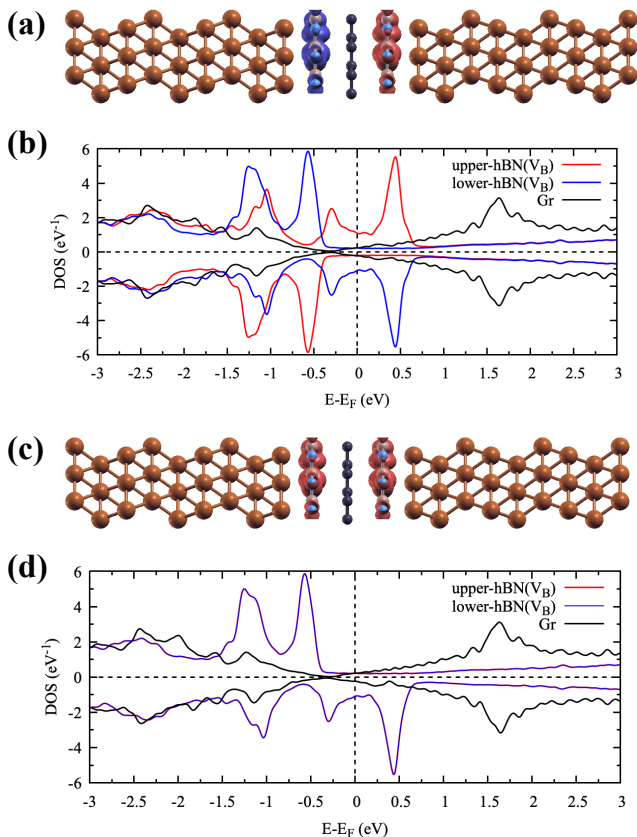 (a)
(b)
6
4
2
0
-2
-4
-6
DOS (eV⁻¹)
upper-hBN(V_B)
lower-hBN(V_B)
Gr
-3 -2.5 -2 -1.5 -1 -0.5 0 0.5 1 1.5 2 2.5 3
E-E_F (eV)
(c)
(d)
6
4
2
0
-2
-4
-6
DOS (eV⁻¹)
upper-hBN(V_B)
lower-hBN(V_B)
Gr
-3 -2.5 -2 -1.5 -1 -0.5 0 0.5 1 1.5 2 2.5 3
E-E_F (eV)